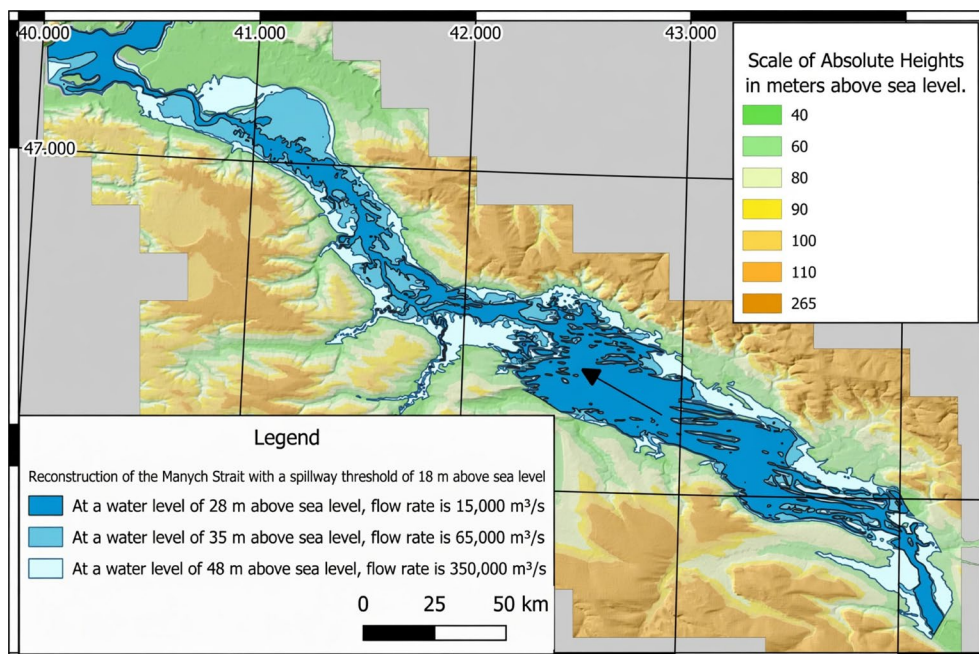 40.000
41.000
42.000
43.000
47.000
Scale of Absolute Heights
in meters above sea level.
40
60
80
90
100
110
265
Legend
Reconstruction of the Manych Strait with a spillway threshold of 18 m above sea level
At a water level of 28 m above sea level, flow rate is 15,000 m³/s
At a water level of 35 m above sea level, flow rate is 65,000 m³/s
At a water level of 48 m above sea level, flow rate is 350,000 m³/s
0 25 50 km